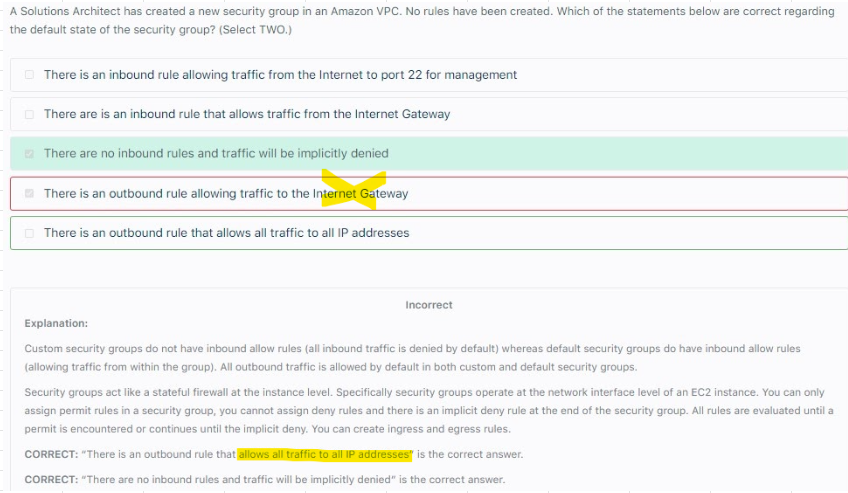 A Solutions Architect has created a new security group in an Amazon VPC. No rules have been created. Which of the statements below are correct regarding
the default state of the security group? (Select TWO.)
There is an inbound rule allowing traffic from the Internet to port 22 for management
There are is an inbound rule that allows traffic from the Internet Gateway
There are no inbound rules and traffic will be implicitly denied
There is an outbound rule allowing traffic to the Internet Gateway
There is an outbound rule that allows all traffic to all IP addresses
Incorrect
Explanation:
Custom security groups do not have inbound allow rules (all inbound traffic is denied by default) whereas default security groups do have inbound allow rules
(allowing traffic from within the group). All outbound traffic is allowed by default in both custom and default security groups.
Security groups act like a stateful firewall at the instance level. Specifically security groups operate at the network interface level of an EC2 instance. You can only
assign permit rules in a security group, you cannot assign deny rules and there is an implicit deny rule at the end of the security group. All rules are evaluated until a
permit is encountered or continues until the implicit deny. You can create ingress and egress rules.
CORRECT: "There is an outbound rule that allows all traffic to all IP addresses" is the correct answer.
CORRECT: "There are no inbound rules and traffic will be implicitly denied" is the correct answer.